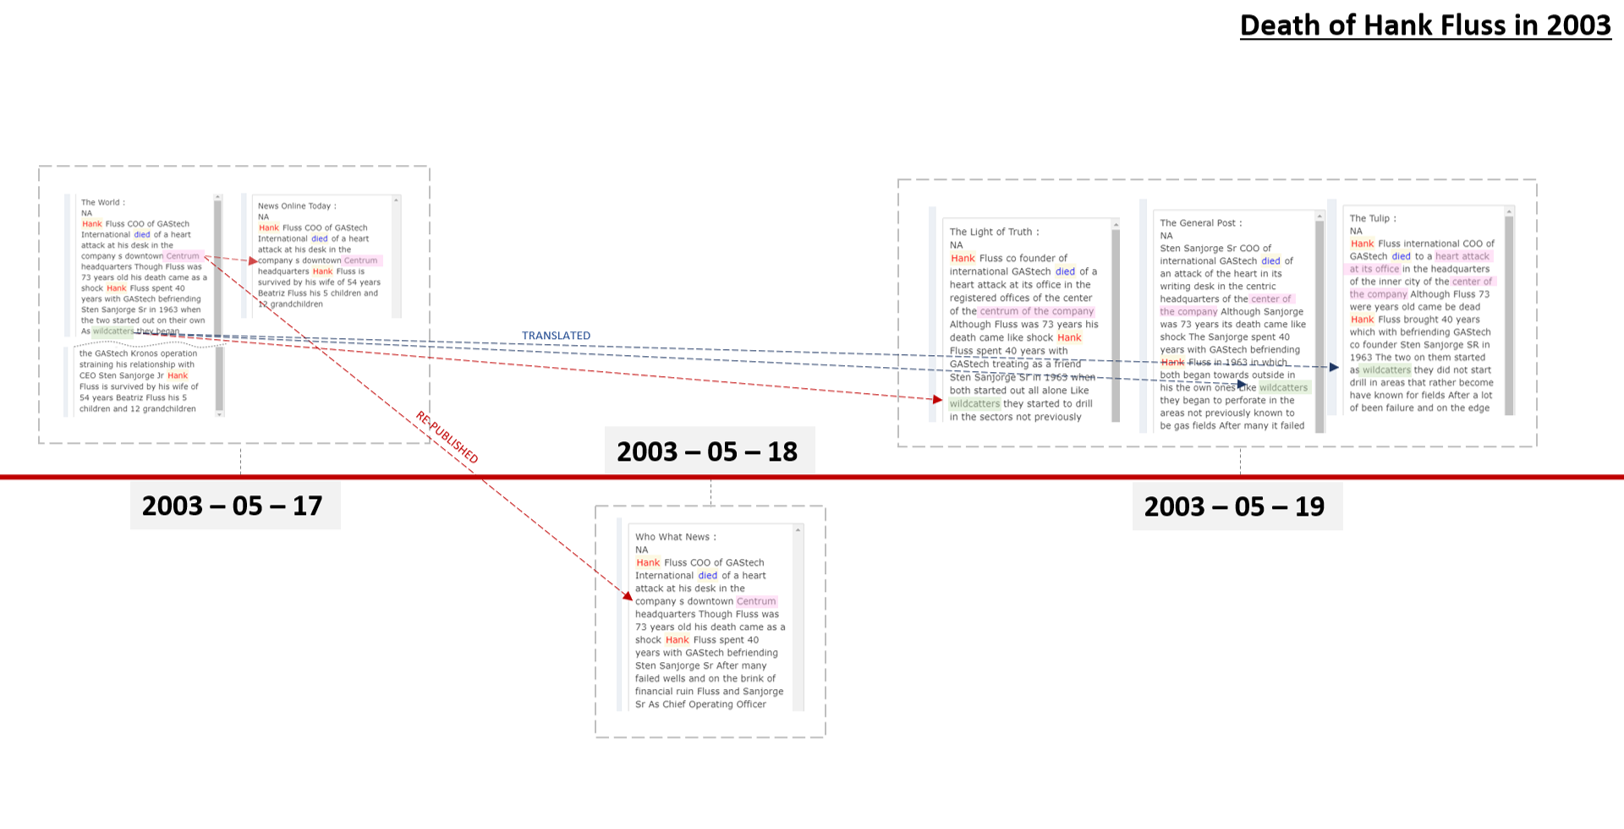 Death of Hank Fluss in 2003
The World :
NA
Hank Fluss COO of GAStech
International died of a heart
attack at his desk in the
company s downtown Centrum
headquarters Though Fluss was
73 years old his death came as a
shock Hank Fluss spent 40
years with GAStech befriending
Sten Sanjorge Sr in 1963 when
the two started out on their own
As wildcatters they began
the GAStech Kronos operation
straining his relationship with
CEO Sten Sanjorge Jr Hank
Fluss is survived by his wife of
54 years Beatriz Fluss his 5
children and 12 grandchildren
News Online Today :
NA
Hank Fluss COO of GAStech
International died of a heart
attack at his desk in the
company s downtown Centrum
headquarters Hank Fluss is
survived by his wife of 54 years
Beatriz Fluss his 5 children and
12 grandchildren
TRANSLATED
RE-PUBLISHED
2003 – 05 – 17
2003 – 05 – 18
Who What News :
NA
Hank Fluss COO of GAStech
International died of a heart
attack at his desk in the
company s downtown Centrum
headquarters Though Fluss was
73 years old his death came as a
shock Hank Fluss spent 40
years with GAStech befriending
Sten Sanjorge Sr After many
failed wells and on the brink of
financial ruin Fluss and Sanjorge
Sr As Chief Operating Officer
The Light of Truth :
NA
Hank Fluss co founder of
international GAStech died of a
heart attack at its office in the
registered offices of the center
of the centrum of the company
Although Fluss was 73 years his
death came like shock Hank
Fluss spent 40 years with
GAStech treating as a friend
Sten Sanjorge Sr in 1963 when
both started out all alone Like
wildcatters they started to drill
in the sectors not previously
The General Post :
NA
Sten Sanjorge Sr COO of
international GAStech died of
an attack of the heart in its
writing desk in the centric
headquarters of the center of
the company Although Sanjorge
was 73 years its death came like
shock The Sanjorge spent 40
years with GAStech befriending
Hank Fluss in 1963 in which
both began towards outside in
his the own ones Like wildcatters
they began to perforate in the
areas not previously known to
be gas fields After many it failed
The Tulip :
NA
Hank Fluss international COO of
GAStech died to a heart attack
at its office in the headquarters
of the inner city of the center of
the company Although Fluss 73
were years old came be dead
Hank Fluss brought 40 years
which with befriending GAStech
co founder Sten Sanjorge SR in
1963 The two on them started
as wildcatters they did not start
drill in areas that rather become
have known for fields After a lot
of been failure and on the edge
2003 – 05 – 19